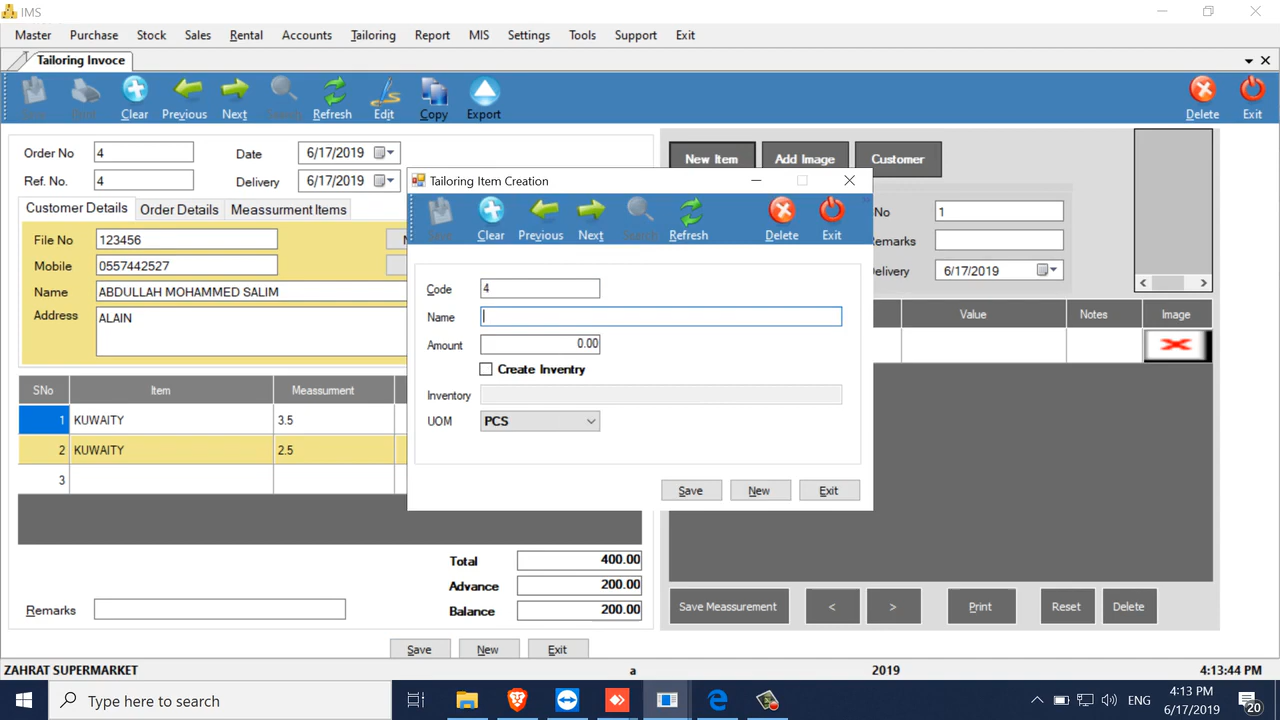 IMS
Master Purchase Stock Sales Rental Accounts Tailoring Report MIS Settings Tools Support Exit
Tailoring Invoce
Clear Previous Next Refresh Edit Copy Export Delete Exit
Order No 4 Date 6/17/2019
Ref. No. 4 Delivery 6/17/2019
Customer Details Order Details Meassurment Items
File No 123456
Mobile 0557442527
Name ABDULLAH MOHAMMED SALIM
Address ALAIN
SNo Item Meassurment
1 KUWAITY 3.5
2 KUWAITY 2.5
3
Total 400.00
Advance 200.00
Balance 200.00
Remarks
Save New Exit
New Item Add Image Customer
No 1
emarks
elivery 6/17/2019
Value Notes Image
Save Meassurement < > Print Reset Delete
Tailoring Item Creation
Save Clear Previous Next Search Refresh Delete Exit
Code 4
Name
Amount 0.00
Create Inventry
Inventory
UOM PCS
Save New Exit
ZAHRAT SUPERMARKET a 2019 4:13:44 PM
Type here to search
ENG
4:13 PM
6/17/2019
20